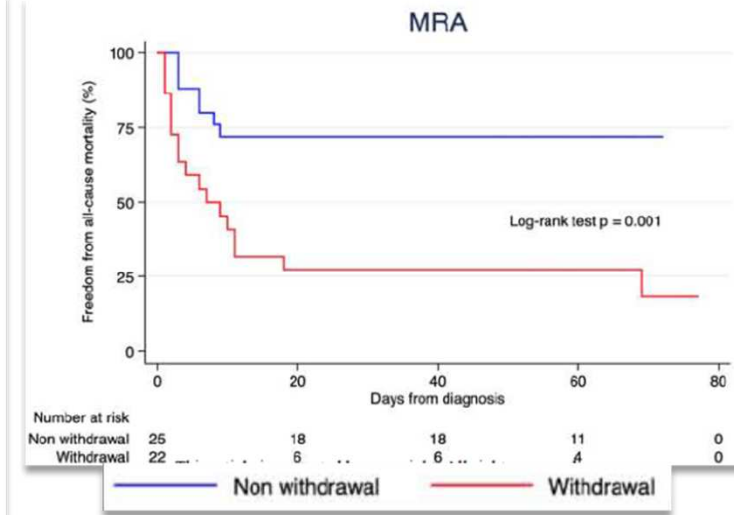 MRA
Freedom from all-cause mortality (%)
100
75
50
25
0
Log-rank test p = 0.001
0 20 40 60 80
Days from diagnosis
Number at risk
Non withdrawal 25 18 18 11 0
Withdrawal 22 6 6 4 0
Non withdrawal Withdrawal